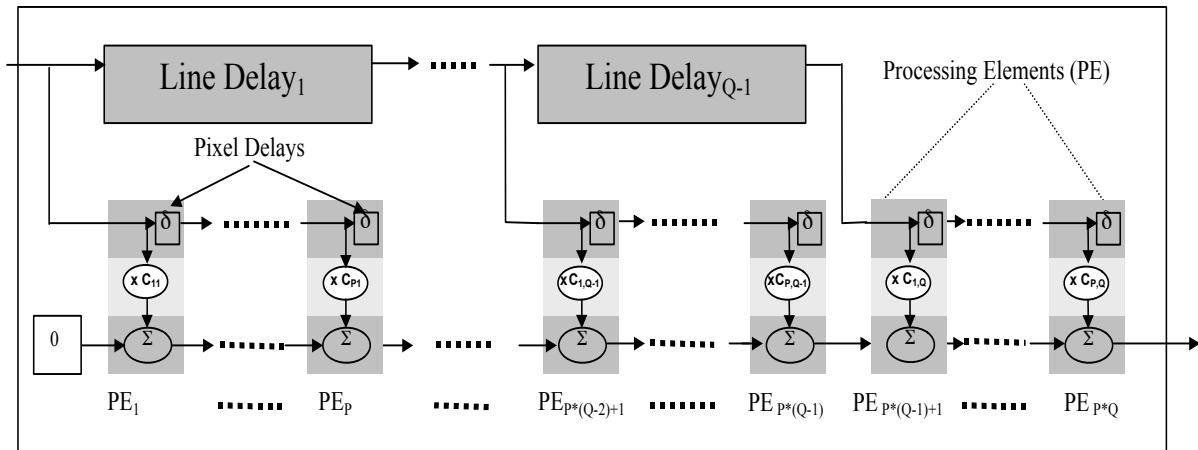 Line Delay1
Line DelayQ-1
Processing Elements (PE)
Pixel Delays
δ δ δ δ δ δ
x C11 x CP1 xC1,Q-1 xCP,Q-1 x C1,Q x CP,Q
0 Σ Σ Σ Σ Σ Σ
PE1 PEP PEP*(Q-2)+1 PE P*(Q-1) PE P*(Q-1)+1 PE P*Q